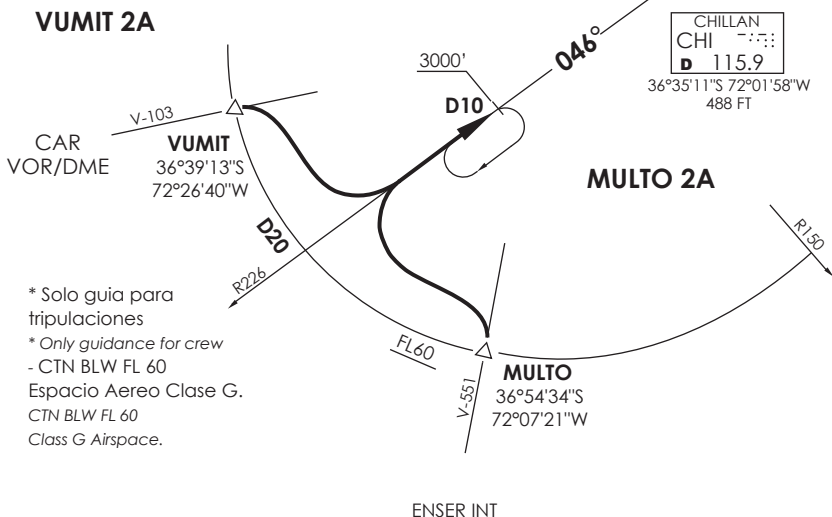 VUMIT 2A
3000'
046°
CHILLAN
CHI
D 115.9
36°35'11"S 72°01'58"W
488 FT
D10
V-103
CAR
VOR/DME
VUMIT
36°39'13"S
72°26'40"W
MULTO 2A
D20
R226
R150
* Solo guia para
tripulaciones
* Only guidance for crew
- CTN BLW FL 60
Espacio Aereo Clase G.
CTN BLW FL 60
Class G Airspace.
FL60
V-551
MULTO
36°54'34"S
72°07'21"W
ENSER INT